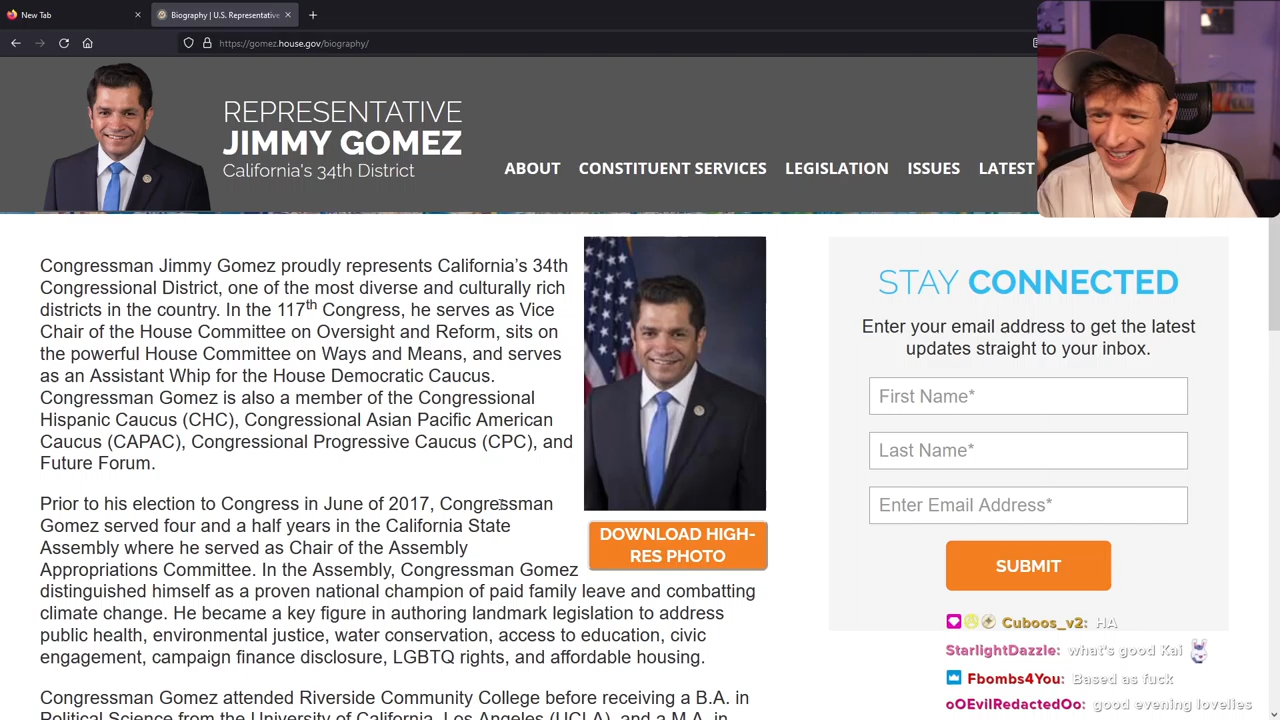 New Tab
Biography | U.S. Representative
https://gomez.house.gov/biography/
REPRESENTATIVE
JIMMY GOMEZ
California's 34th District
ABOUT CONSTITUENT SERVICES LEGISLATION ISSUES LATEST
Congressman Jimmy Gomez proudly represents California's 34th
Congressional District, one of the most diverse and culturally rich
districts in the country. In the 117th Congress, he serves as Vice
Chair of the House Committee on Oversight and Reform, sits on
the powerful House Committee on Ways and Means, and serves
as an Assistant Whip for the House Democratic Caucus.
Congressman Gomez is also a member of the Congressional
Hispanic Caucus (CHC), Congressional Asian Pacific American
Caucus (CAPAC), Congressional Progressive Caucus (CPC), and
Future Forum.
Prior to his election to Congress in June of 2017, Congressman
Gomez served four and a half years in the California State
Assembly where he served as Chair of the Assembly
Appropriations Committee. In the Assembly, Congressman Gomez
distinguished himself as a proven national champion of paid family leave and combatting
climate change. He became a key figure in authoring landmark legislation to address
public health, environmental justice, water conservation, access to education, civic
engagement, campaign finance disclosure, LGBTQ rights, and affordable housing.
Congressman Gomez attended Riverside Community College before receiving a B.A. in
Political Science from the University of California, Los Angeles (UCLA), and a M.A. in
DOWNLOAD HIGH-
RES PHOTO
STAY CONNECTED
Enter your email address to get the latest
updates straight to your inbox.
First Name*
Last Name*
Enter Email Address*
SUBMIT
Cuboos_v2: HA
StarlightDazzle: what's good Kai
Fbombs4You: Based as fuck
oOEvilRedactedOo: good evening lovelies